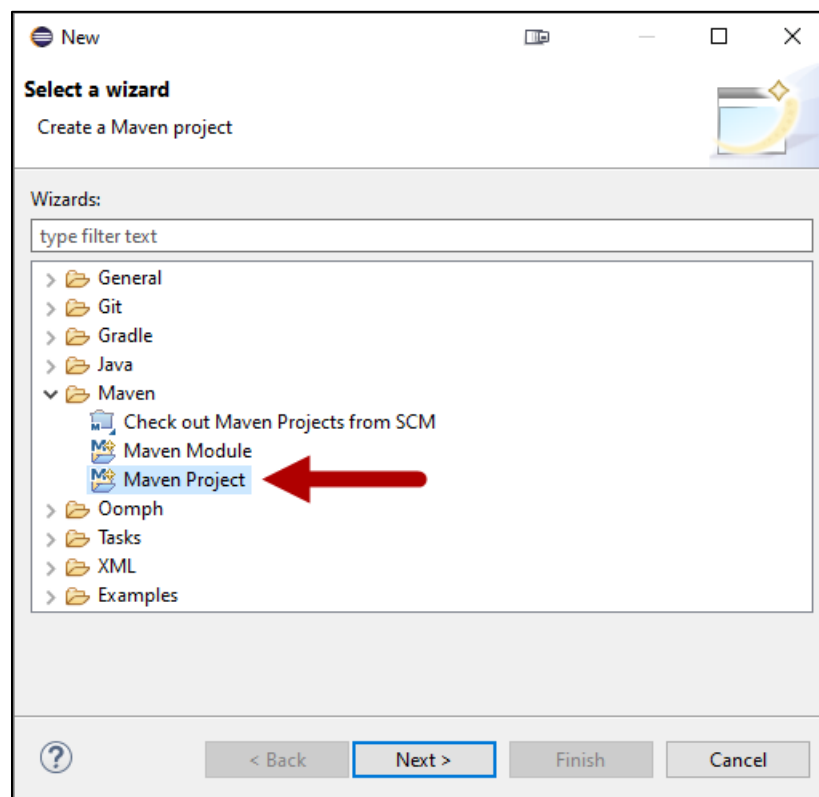 New
Select a wizard
Create a Maven project
Wizards:
type filter text
General
Git
Gradle
Java
Maven
Check out Maven Projects from SCM
Maven Module
Maven Project
Oomph
Tasks
XML
Examples
? < Back Next > Finish Cancel